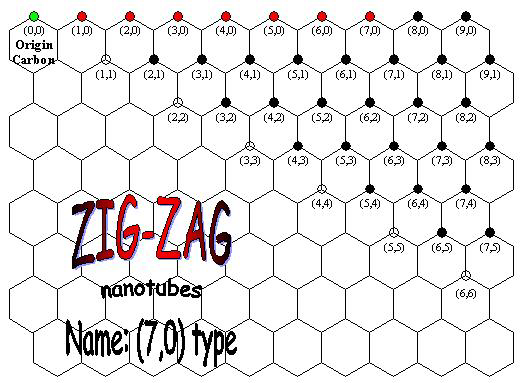 (0,0) (1,0) (2,0) (3,0) (4,0) (5,0) (6,0) (7,0) (8,0) (9,0)
Origin
Carbon
(1,1) (2,1) (3,1) (4,1) (5,1) (6,1) (7,1) (8,1) (9,1)
(2,2) (3,2) (4,2) (5,2) (6,2) (7,2) (8,2)
(3,3) (4,3) (5,3) (6,3) (7,3) (8,3)
(4,4) (5,4) (6,4) (7,4)
(5,5) (6,5) (7,5)
(6,6)
ZIG-ZAG
nanotubes
Name: (7,0) type